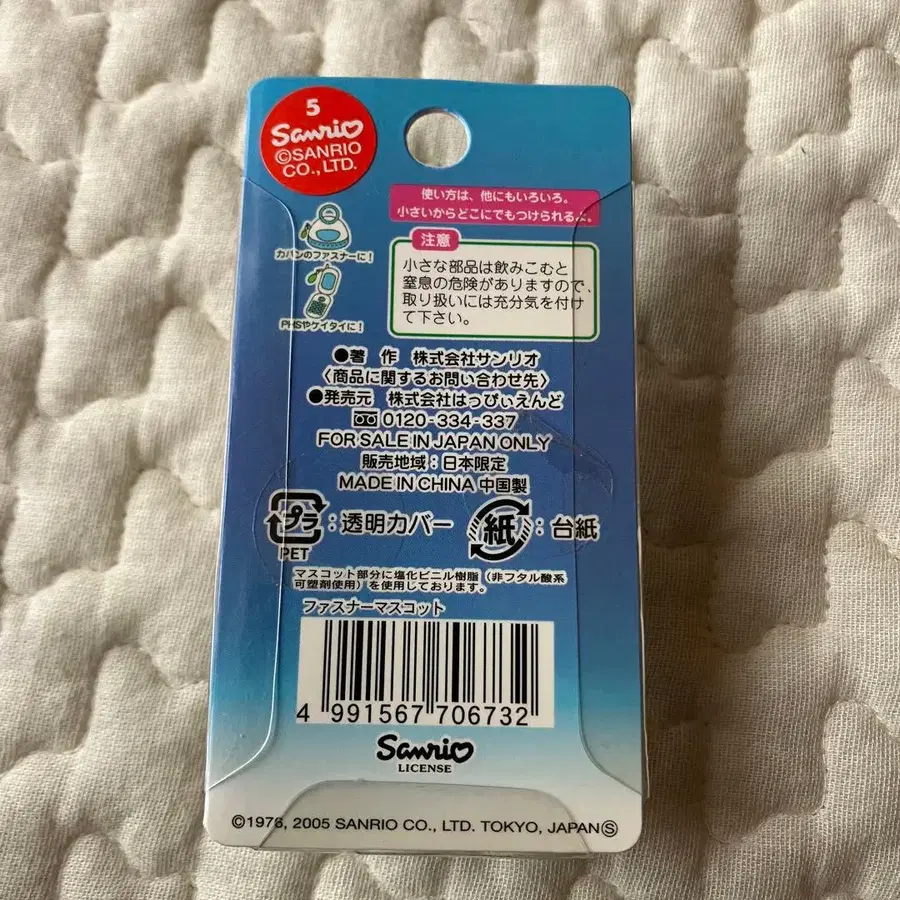 5
Sanrio
©SANRIO
CO., LTD.
使い方は、他にもいろいろ。
小さいからどこにでもつけられるよ。
カバンのファスナーに!
PHSやケイタイに!
注意
小さな部品は飲みこむと
窒息の危険がありますので、
取り扱いには充分気を付け
て下さい。
●著 作 株式会社サンリオ
〈商品に関するお問い合わせ先〉
●発売元 株式会社はっぴぃえんど
0120-334-337
FOR SALE IN JAPAN ONLY
販売地域:日本限定
MADE IN CHINA 中国製
プラ:透明カバー 紙:台紙
PET
マスコット部分に塩化ビニル樹脂(非フタル酸系
可塑剤使用)を使用しております。
ファスナーマスコット
4 991567 706732
Sanrio
LICENSE
©1976, 2005 SANRIO CO., LTD. TOKYO, JAPAN Ⓢ